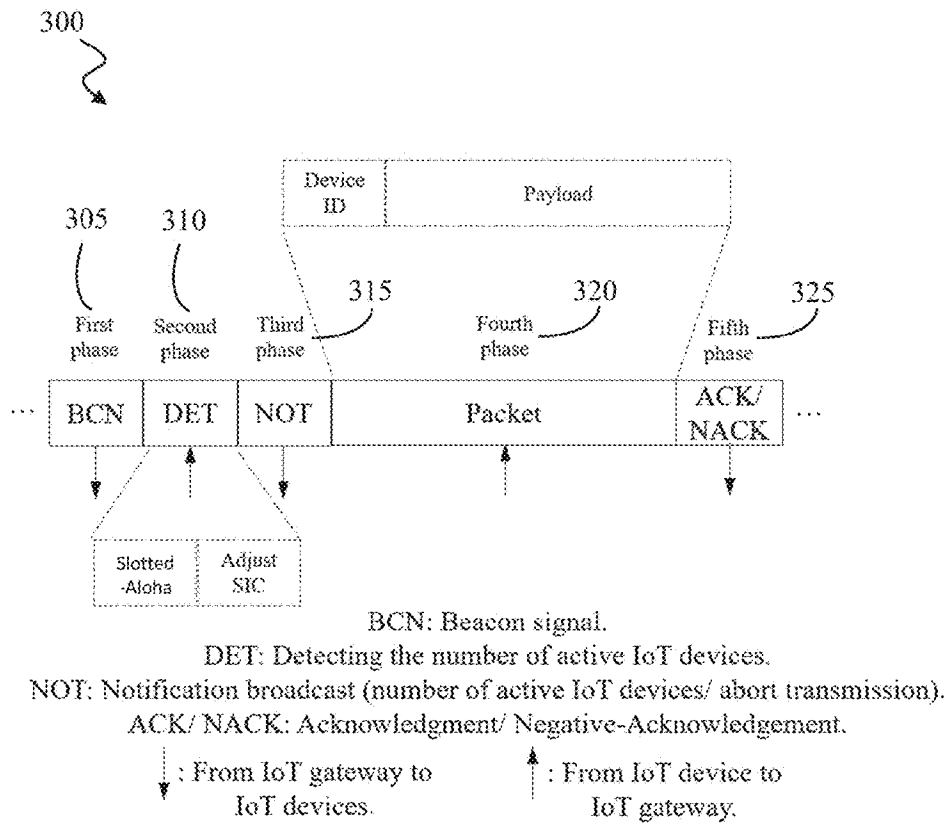 300
Device
ID
Payload
305
310
315
320
325
First
phase
Second
phase
Third
phase
Fourth
phase
Fifth
phase
...
BCN
DET
NOT
Packet
ACK/
NACK
...
Slotted
-Aloha
Adjust
SIC
BCN: Beacon signal.
DET: Detecting the number of active IoT devices.
NOT: Notification broadcast (number of active IoT devices/ abort transmission).
ACK/ NACK: Acknowledgment/ Negative-Acknowledgement.
: From IoT gateway to
IoT devices.
: From IoT device to
IoT gateway.